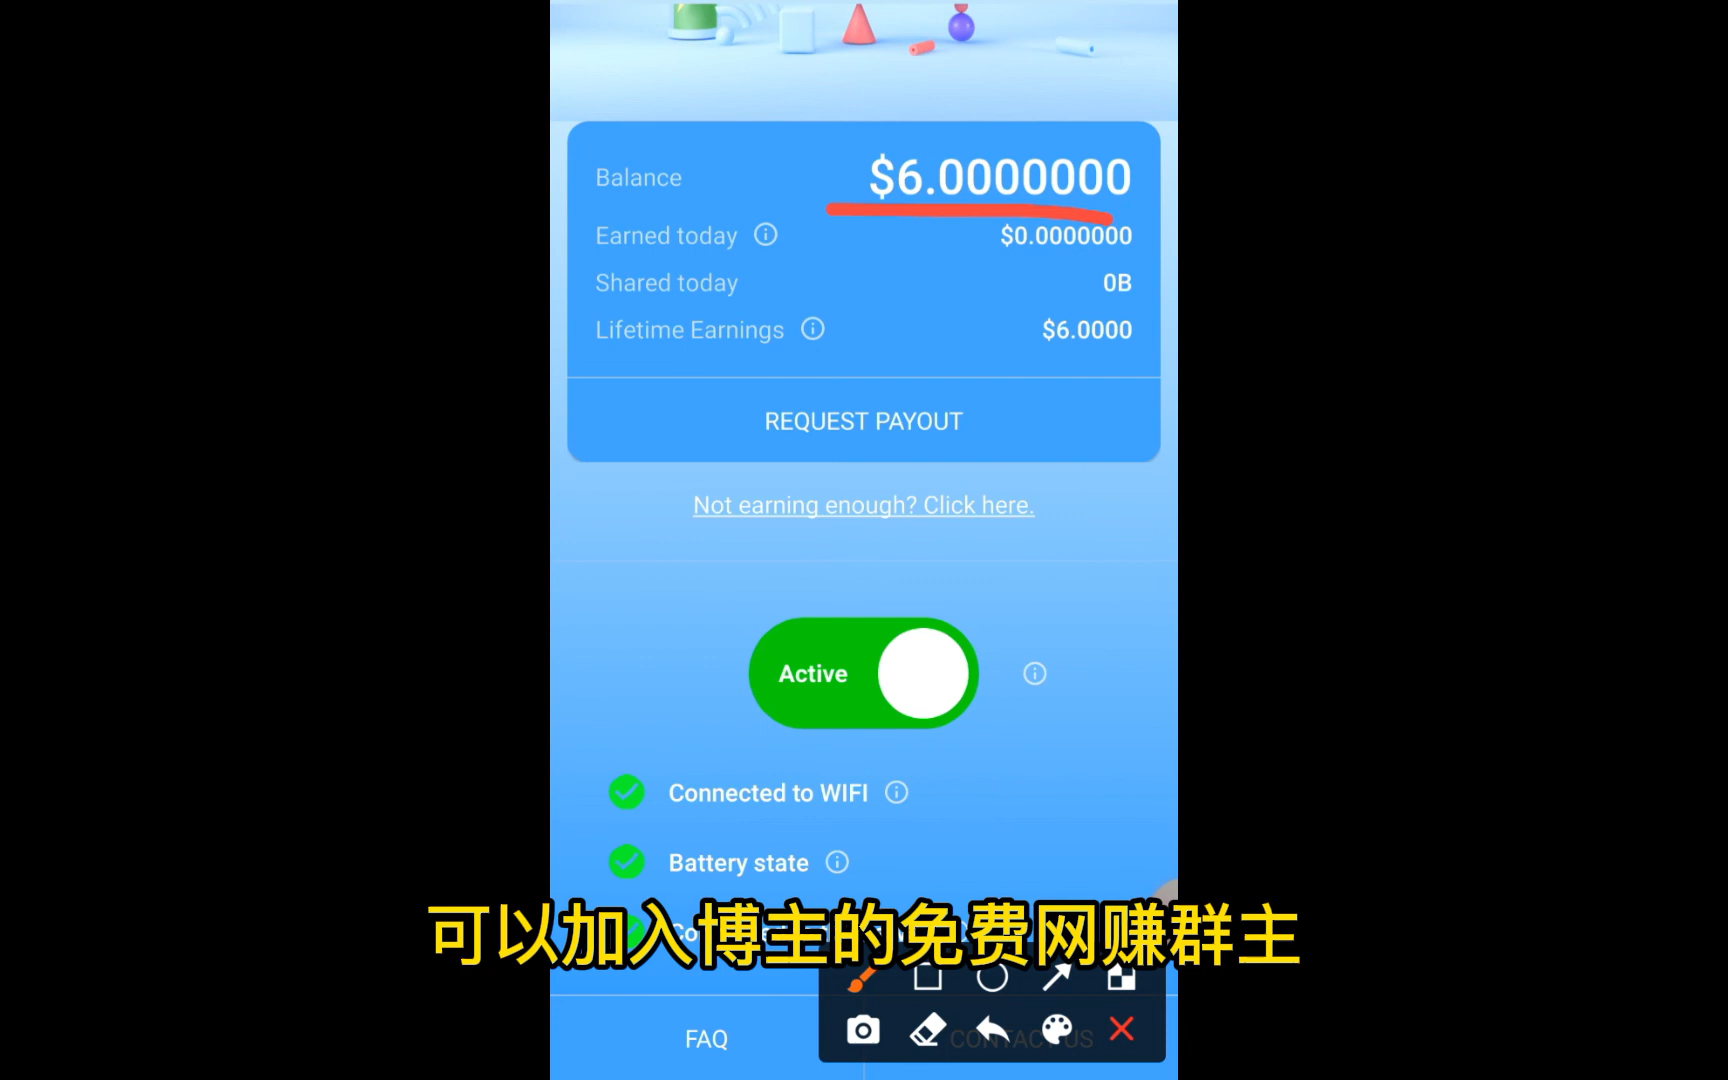 Balance $6.0000000
Earned today $0.0000000
Shared today 0B
Lifetime Earnings $6.0000
REQUEST PAYOUT
Not earning enough? Click here.
Active
Connected to WIFI
Battery state
可以加入博主的免费网赚群主
FAQ CONTACT US